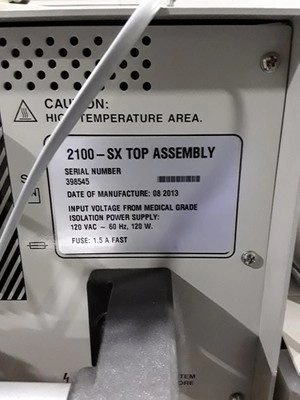 CAUTION:
HIGH TEMPERATURE AREA.
2100-SX TOP ASSEMBLY
SERIAL NUMBER
398545
DATE OF MANUFACTURE: 08 2013
INPUT VOLTAGE FROM MEDICAL GRADE
ISOLATION POWER SUPPLY:
120 VAC - 60 Hz, 120 W.
FUSE: 1.5 A FAST